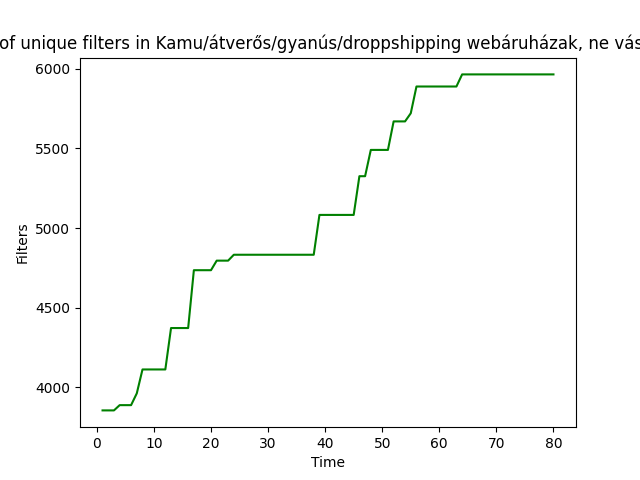 of unique filters in Kamu/átverős/gyanús/droppshipping webáruházak, ne vás
6000
5500
5000
4500
4000
Filters
0 10 20 30 40 50 60 70 80
Time